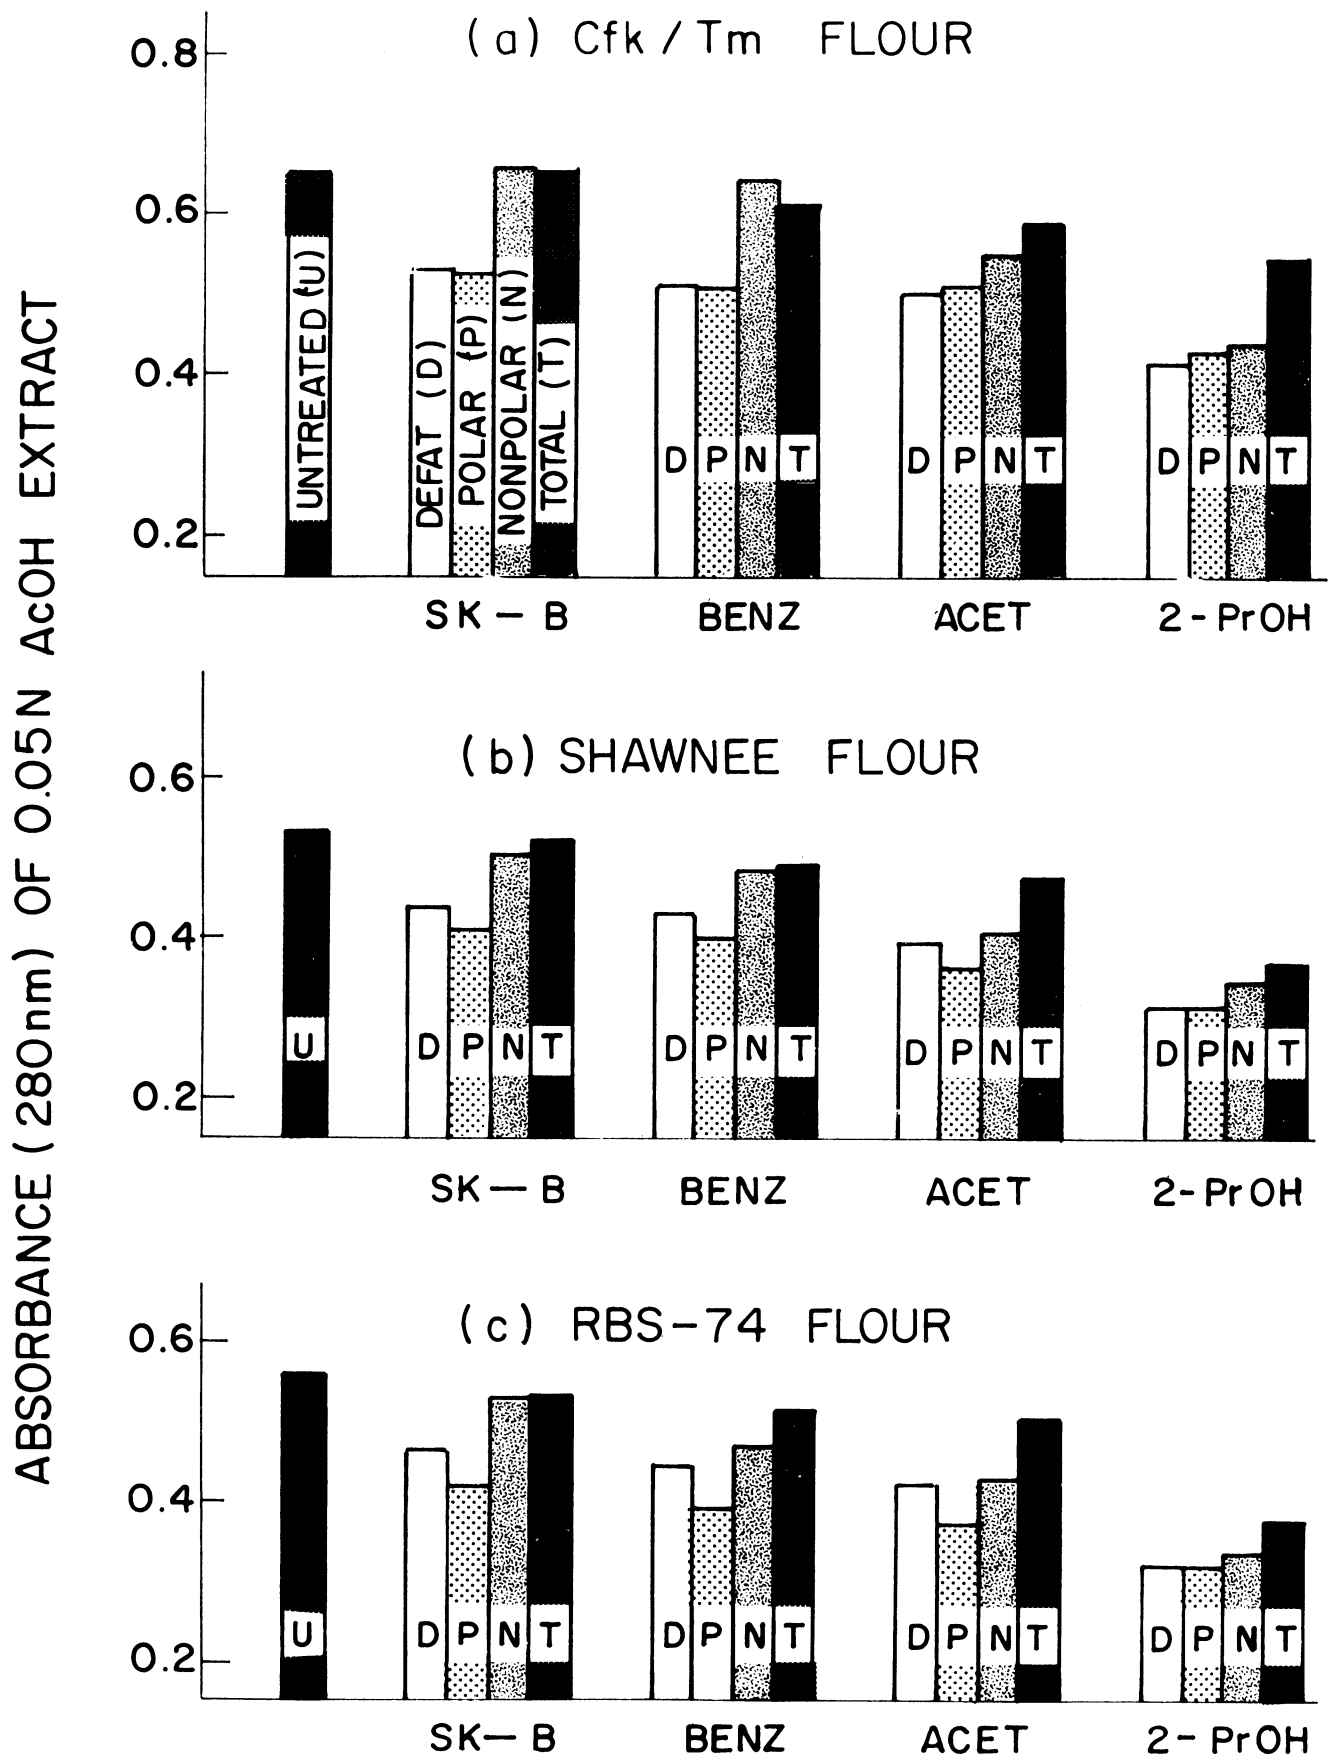 ABSORBANCE (280nm) OF 0.05N AcOH EXTRACT
(a) Cfk / Tm FLOUR
0.8
0.6
0.4
0.2
UNTREATED (U)
DEFAT (D)
POLAR (P)
NONPOLAR (N)
TOTAL (T)
D P N T
D P N T
D P N T
SK - B BENZ ACET 2 - PrOH
(b) SHAWNEE FLOUR
0.6
0.4
0.2
U
D P N T
D P N T
D P N T
D P N T
SK - B BENZ ACET 2 - PrOH
(c) RBS - 74 FLOUR
0.6
0.4
0.2
U
D P N T
D P N T
D P N T
D P N T
SK - B BENZ ACET 2 - PrOH